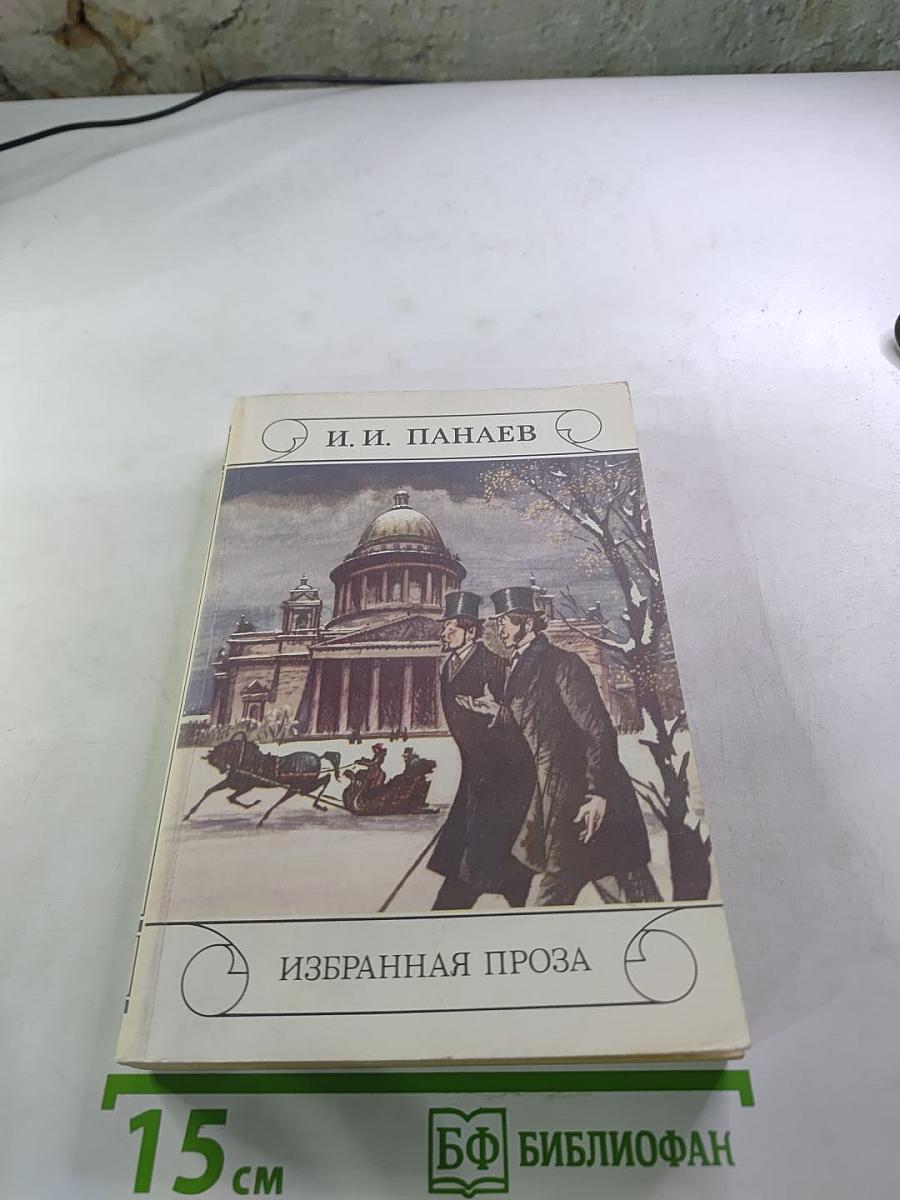 И. И. ПАНАЕВ
ИЗБРАННАЯ ПРОЗА
15 см
БФ БИБЛИОФАН